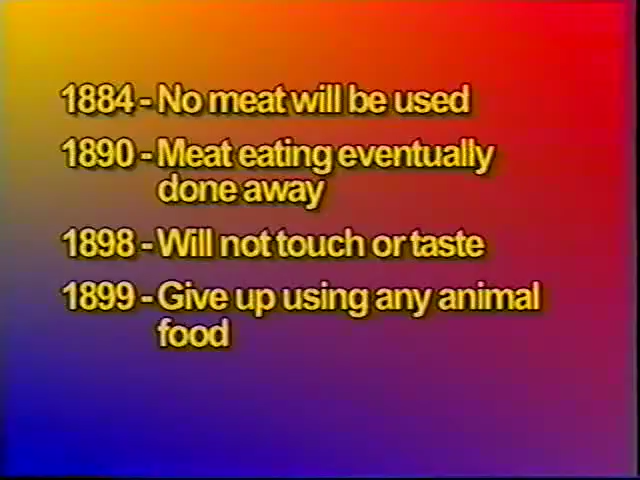 1884 - No meat will be used
1890 - Meat eating eventually
done away
1898 - Will not touch or taste
1899 - Give up using any animal
food